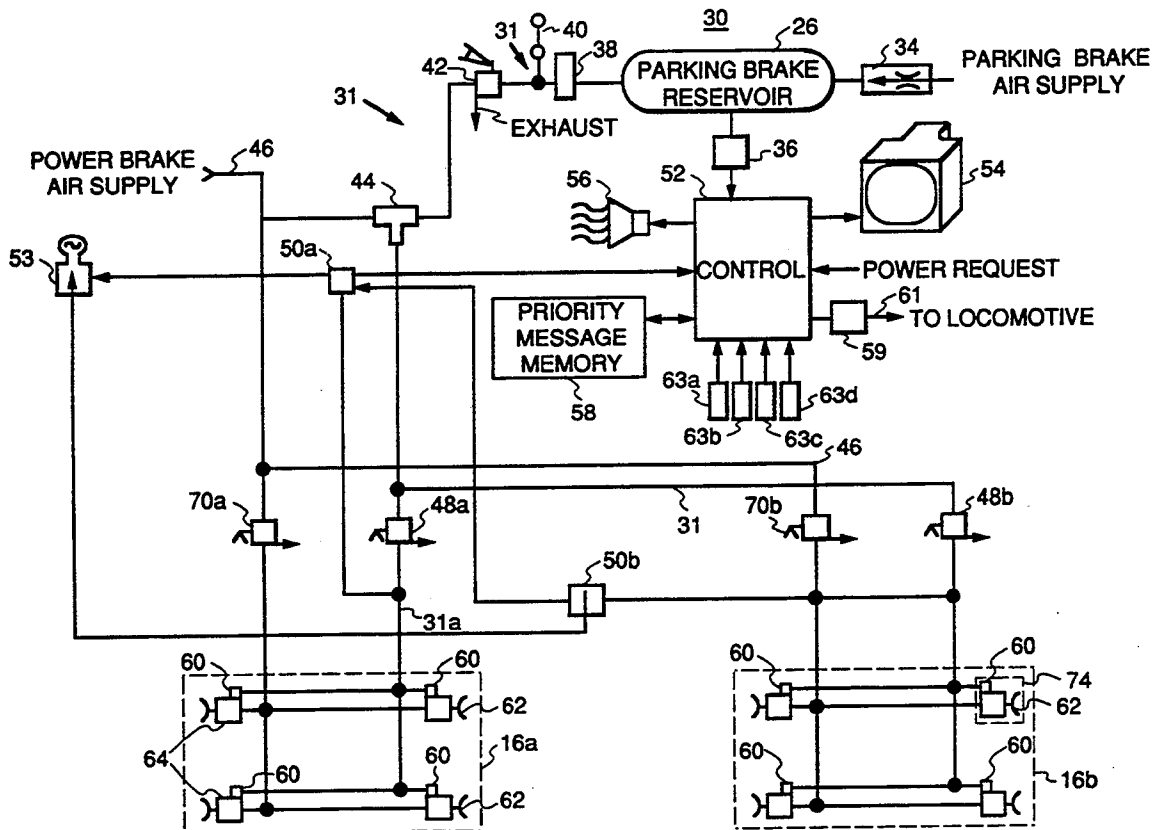 30
31
40
38
26
34
42
PARKING BRAKE
RESERVOIR
PARKING BRAKE
AIR SUPPLY
31
EXHAUST
POWER BRAKE
AIR SUPPLY
46
44
36
52
56
54
53
50a
CONTROL
POWER REQUEST
PRIORITY
MESSAGE
MEMORY
61
TO LOCOMOTIVE
59
58
63a
63b
63c
63d
46
70a
48a
31
70b
48b
50b
31a
60
60
60
60
74
62
62
64
16a
60
60
60
60
62
16b